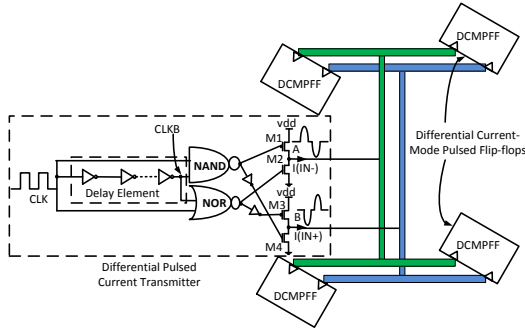 DCMPFF
DCMPFF
CLKB
vdd
M1
A
M2
NAND
I(IN-)
Differential Current-
Mode Pulsed Flip-flops
CLK
Delay Element
NOR
vdd
M3
B
I(IN+)
M4
DCMPFF
Differential Pulsed
Current Transmitter
DCMPFF